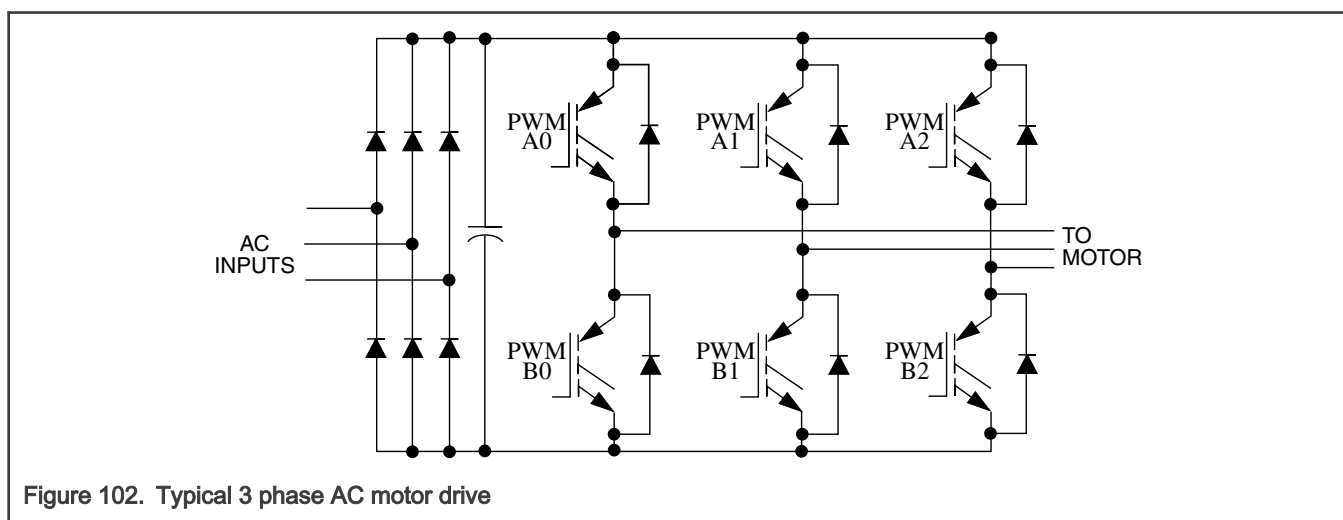 PWM
A0
PWM
A1
PWM
A2
AC
INPUTS
TO
MOTOR
PWM
B0
PWM
B1
PWM
B2
Figure 102. Typical 3 phase AC motor drive